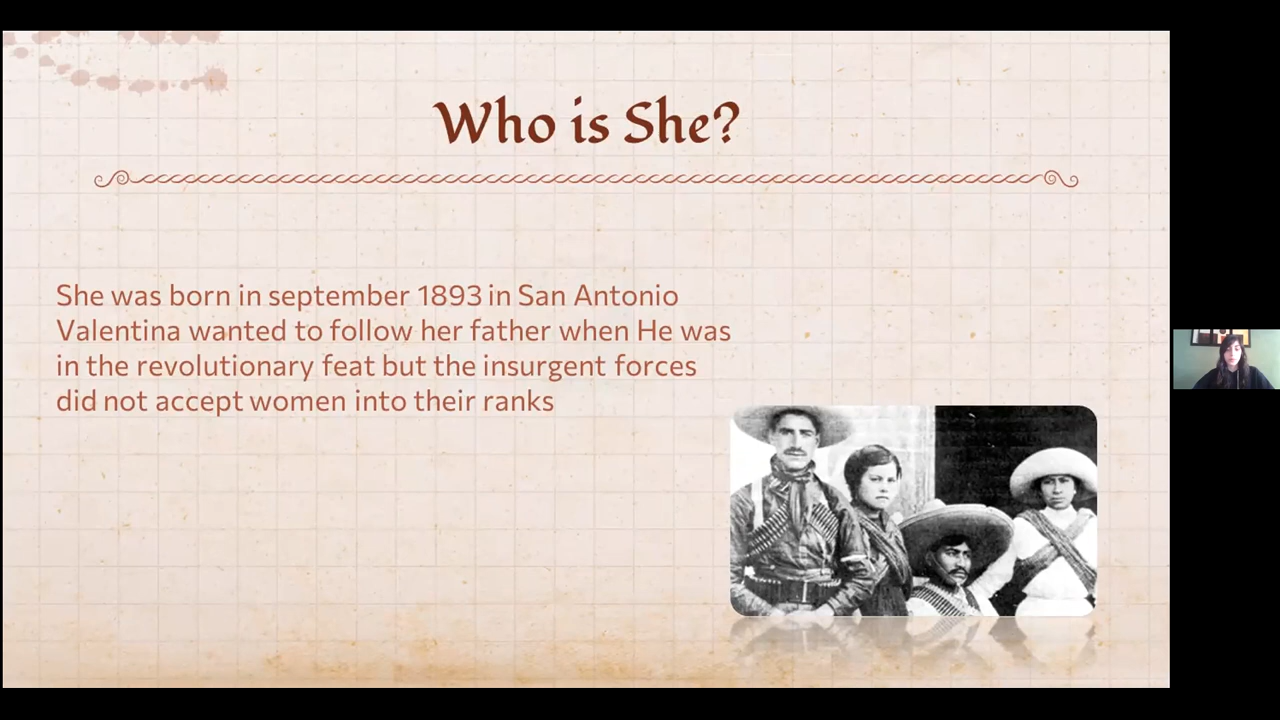 Who is She?
She was born in september 1893 in San Antonio
Valentina wanted to follow her father when He was
in the revolutionary feat but the insurgent forces
did not accept women into their ranks